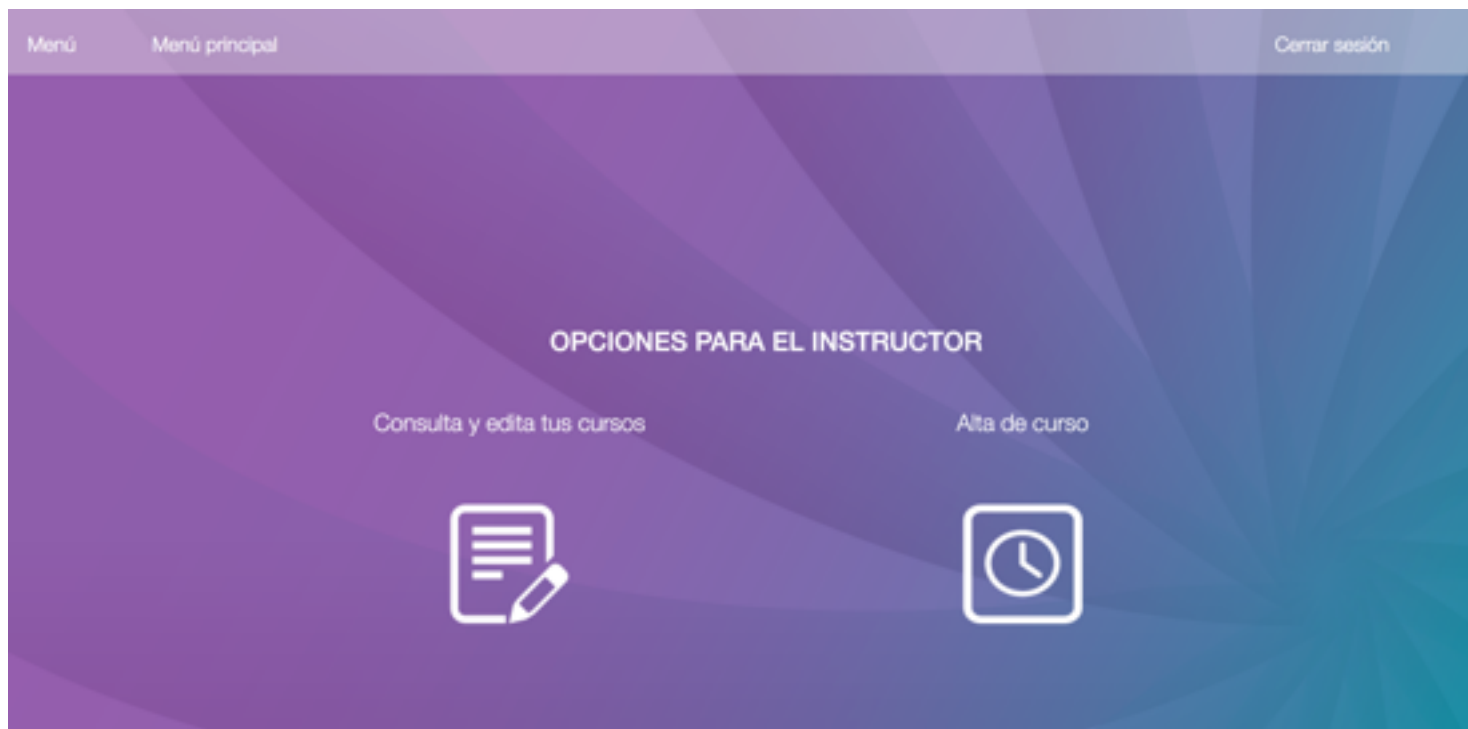 Menú Menú principal Cerrar sesión
OPCIONES PARA EL INSTRUCTOR
Consulta y edita tus cursos Alta de curso